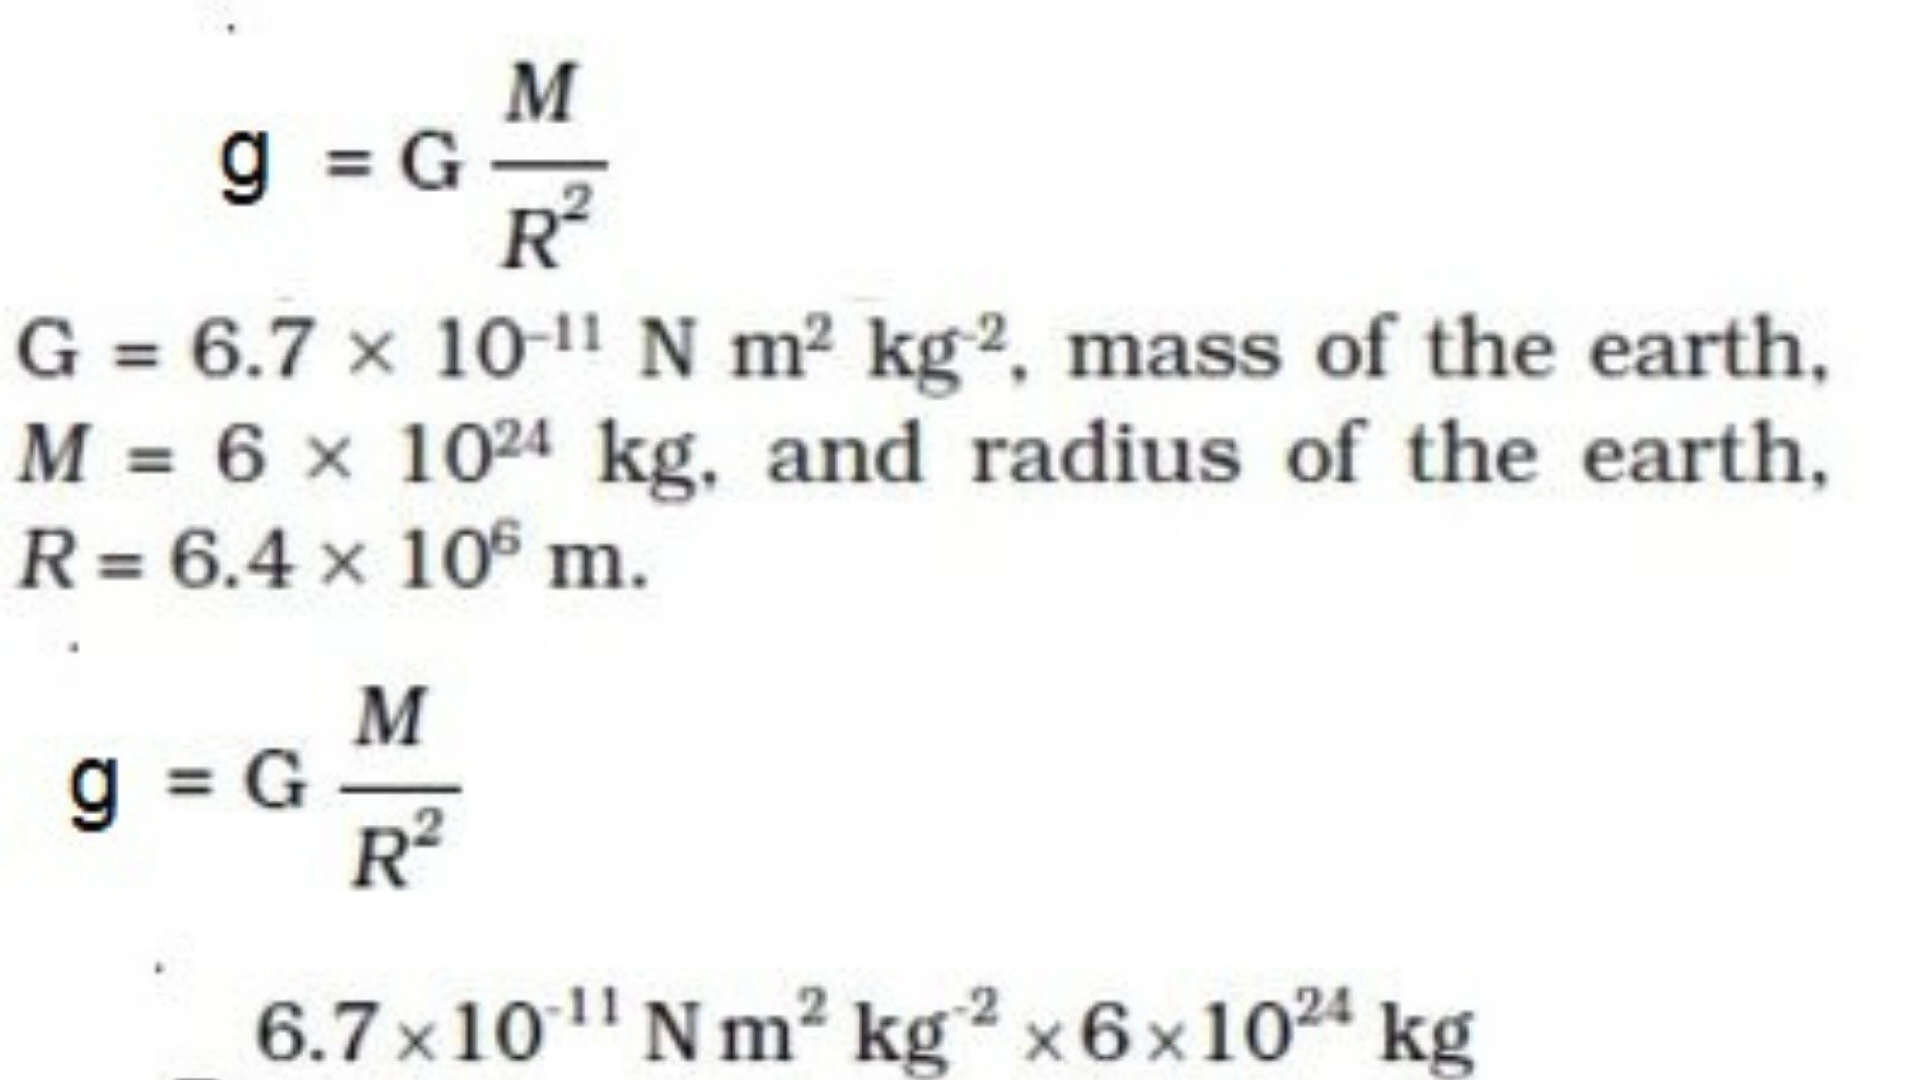 g = G M / R²
G = 6.7 × 10⁻¹¹ N m² kg⁻², mass of the earth,
M = 6 × 10²⁴ kg, and radius of the earth,
R = 6.4 × 10⁶ m.
g = G M / R²
6.7×10⁻¹¹ N m² kg⁻² ×6×10²⁴ kg